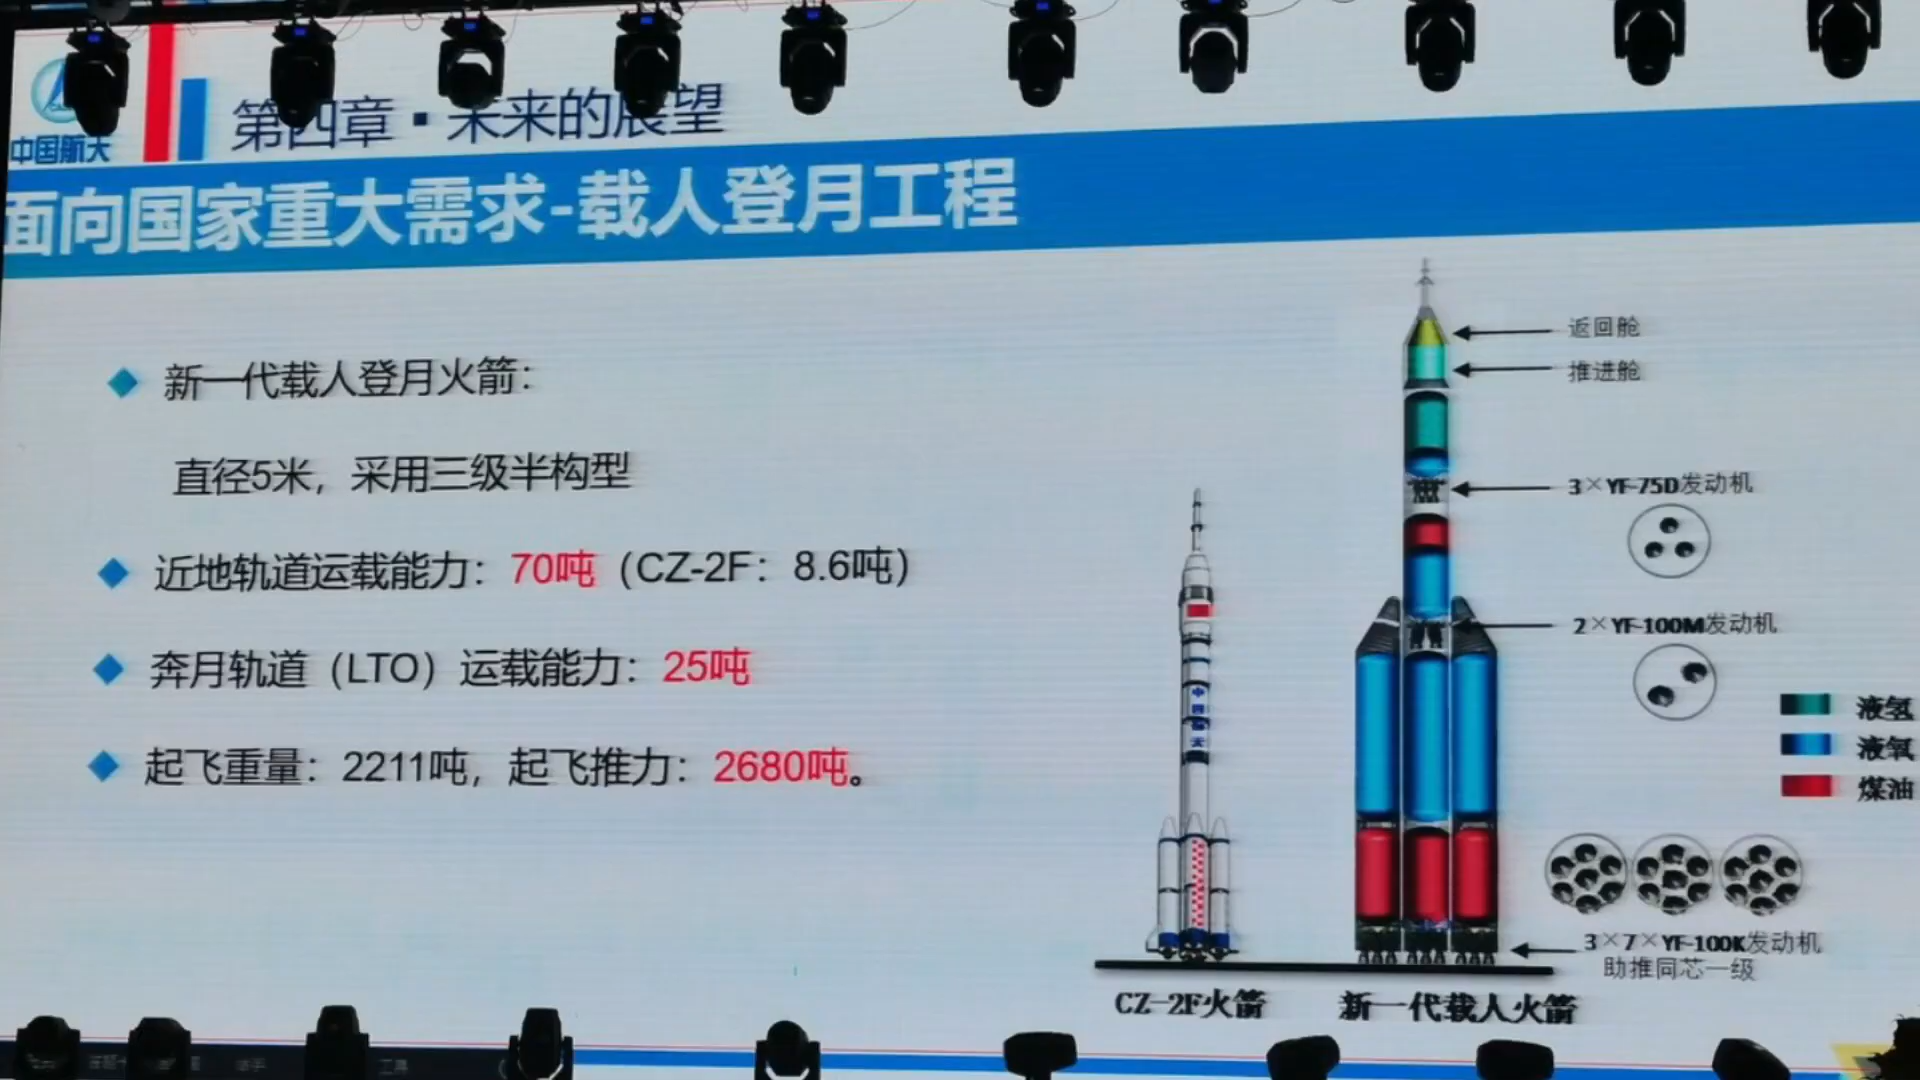 中国航天
第四章·未来的展望
面向国家重大需求-载人登月工程
新一代载人登月火箭：
直径5米，采用三级半构型
近地轨道运载能力：70吨（CZ-2F：8.6吨）
奔月轨道（LTO）运载能力：25吨
起飞重量：2211吨，起飞推力：2680吨。
返回舱
推进舱
3×YF-75D发动机
2×YF-100M发动机
液氢
液氧
煤油
3×7×YF-100K发动机
助推同芯一级
中国航天
CZ-2F火箭
新一代载人火箭
工具